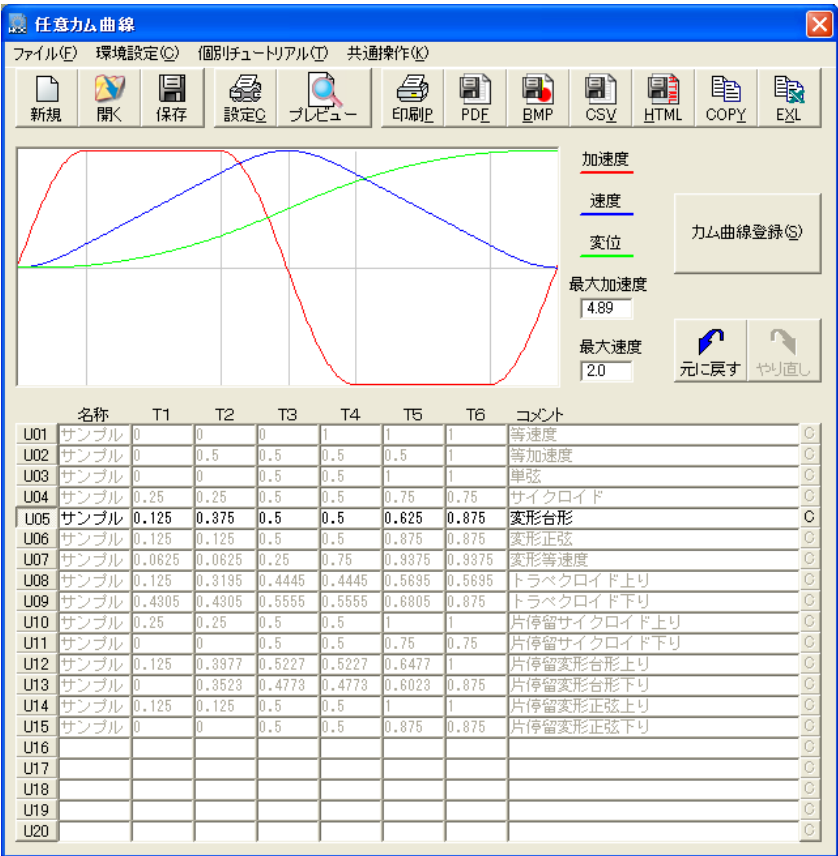 任意カム曲線
ファイル(F) 環境設定(C) 個別チュートリアル(T) 共通操作(K)
新規 開く 保存 設定C プレビュー 印刷P PDF BMP CSV HTML COPY EXL
加速度
速度
変位
カム曲線登録(S)
最大加速度
4.89
最大速度
2.0
元に戻す やり直し
名称 T1 T2 T3 T4 T5 T6 コメント
U01 サンプル 0 0 0 1 1 1 等速度 C
U02 サンプル 0 0.5 0.5 0.5 0.5 1 等加速度 C
U03 サンプル 0 0 0.5 0.5 1 1 単弦 C
U04 サンプル 0.25 0.25 0.5 0.5 0.75 0.75 サイクロイド C
U05 サンプル 0.125 0.375 0.5 0.5 0.625 0.875 変形台形 C
U06 サンプル 0.125 0.125 0.5 0.5 0.875 0.875 変形正弦 C
U07 サンプル 0.0625 0.0625 0.25 0.75 0.9375 0.9375 変形等速度 C
U08 サンプル 0.125 0.3195 0.4445 0.4445 0.5695 0.5695 トラペクロイド上り C
U09 サンプル 0.4305 0.4305 0.5555 0.5555 0.6805 0.875 トラペクロイド下り C
U10 サンプル 0.25 0.25 0.5 0.5 1 1 片停留サイクロイド上り C
U11 サンプル 0 0 0.5 0.5 0.75 0.75 片停留サイクロイド下り C
U12 サンプル 0.125 0.3977 0.5227 0.5227 0.6477 1 片停留変形台形上り C
U13 サンプル 0 0.3523 0.4773 0.4773 0.6023 0.875 片停留変形台形下り C
U14 サンプル 0.125 0.125 0.5 0.5 1 1 片停留変形正弦上り C
U15 サンプル 0 0 0.5 0.5 0.875 0.875 片停留変形正弦下り C
U16 C
U17 C
U18 C
U19 C
U20 C